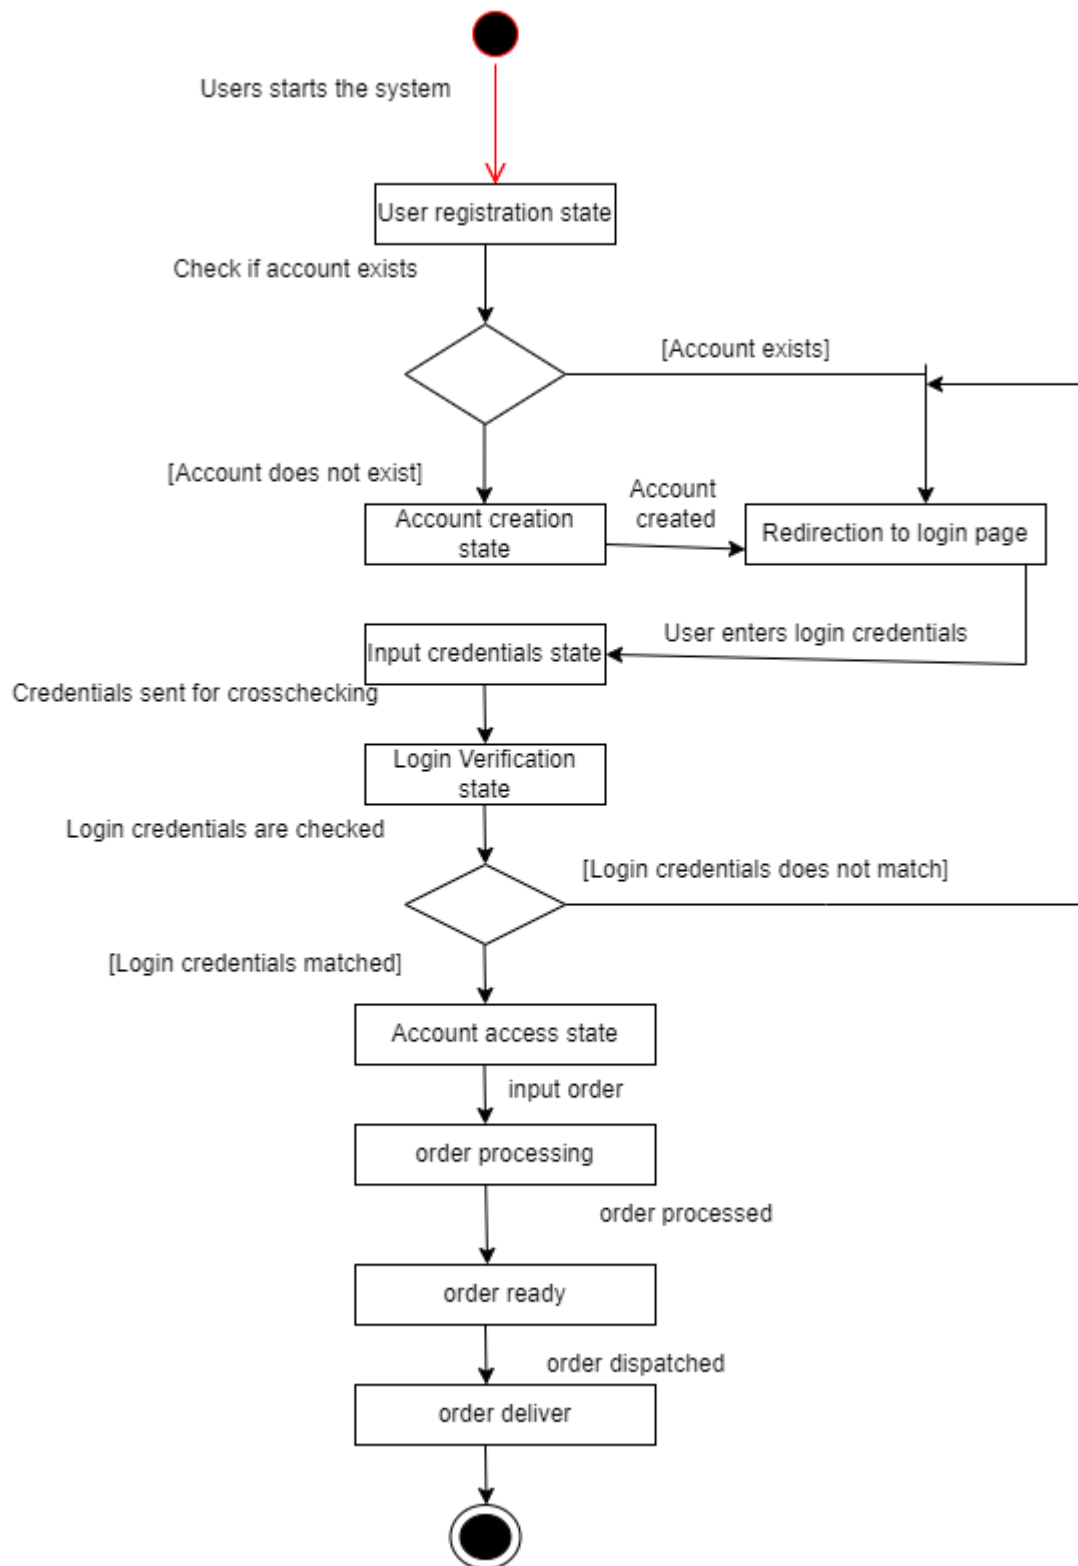 Users starts the system
User registration state
Check if account exists
[Account exists]
[Account does not exist]
Account
created
Account creation
state
Redirection to login page
User enters login credentials
Input credentials state
Credentials sent for crosschecking
Login Verification
state
Login credentials are checked
[Login credentials does not match]
[Login credentials matched]
Account access state
input order
order processing
order processed
order ready
order dispatched
order deliver